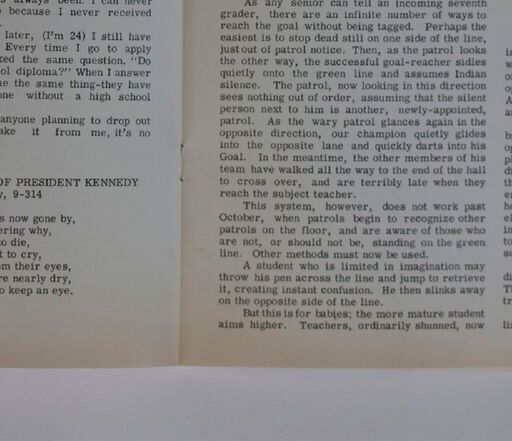 always been. I can never
because I never received
later, (I'm 24) I still have
Every time I go to apply
ked the same question. "Do
ol diploma?" When I answer
me the same thing-they have
one without a high school
anyone planning to drop out
ake it from me, it's no
OF PRESIDENT KENNEDY
y, 9-314
s now gone by,
ering why,
to die,
t to cry,
om their eyes,
re nearly dry,
o keep an eye.
As any senior can tell an incoming seventh
grader, there are an infinite number of ways to
reach the goal without being tagged. Perhaps the
easiest is to stop dead still on one side of the line,
just out of patrol notice. Then, as the patrol looks
the other way, the successful goal-reacher sidles
quietly onto the green line and assumes Indian
silence. The patrol, now looking in this direction
sees nothing out of order, assuming that the silent
person next to him is another, newly-appointed,
patrol. As the wary patrol glances again in the
opposite direction, our champion quietly glides
into the opposite lane and quickly darts into his
Goal. In the meantime, the other members of his
team have walked all the way to the end of the hall
to cross over, and are terribly late when they
reach the subject teacher.
This system, however, does not work past
October, when patrols begin to recognize other
patrols on the floor, and are aware of those who
are not, or should not be, standing on the green
line. Other methods must now be used.
A student who is limited in imagination may
throw his pen across the line and jump to retrieve
it, creating instant confusion. He then slinks away
on the opposite side of the line.
But this is for babies; the more mature student
aims higher. Teachers, ordinarily shunned, now